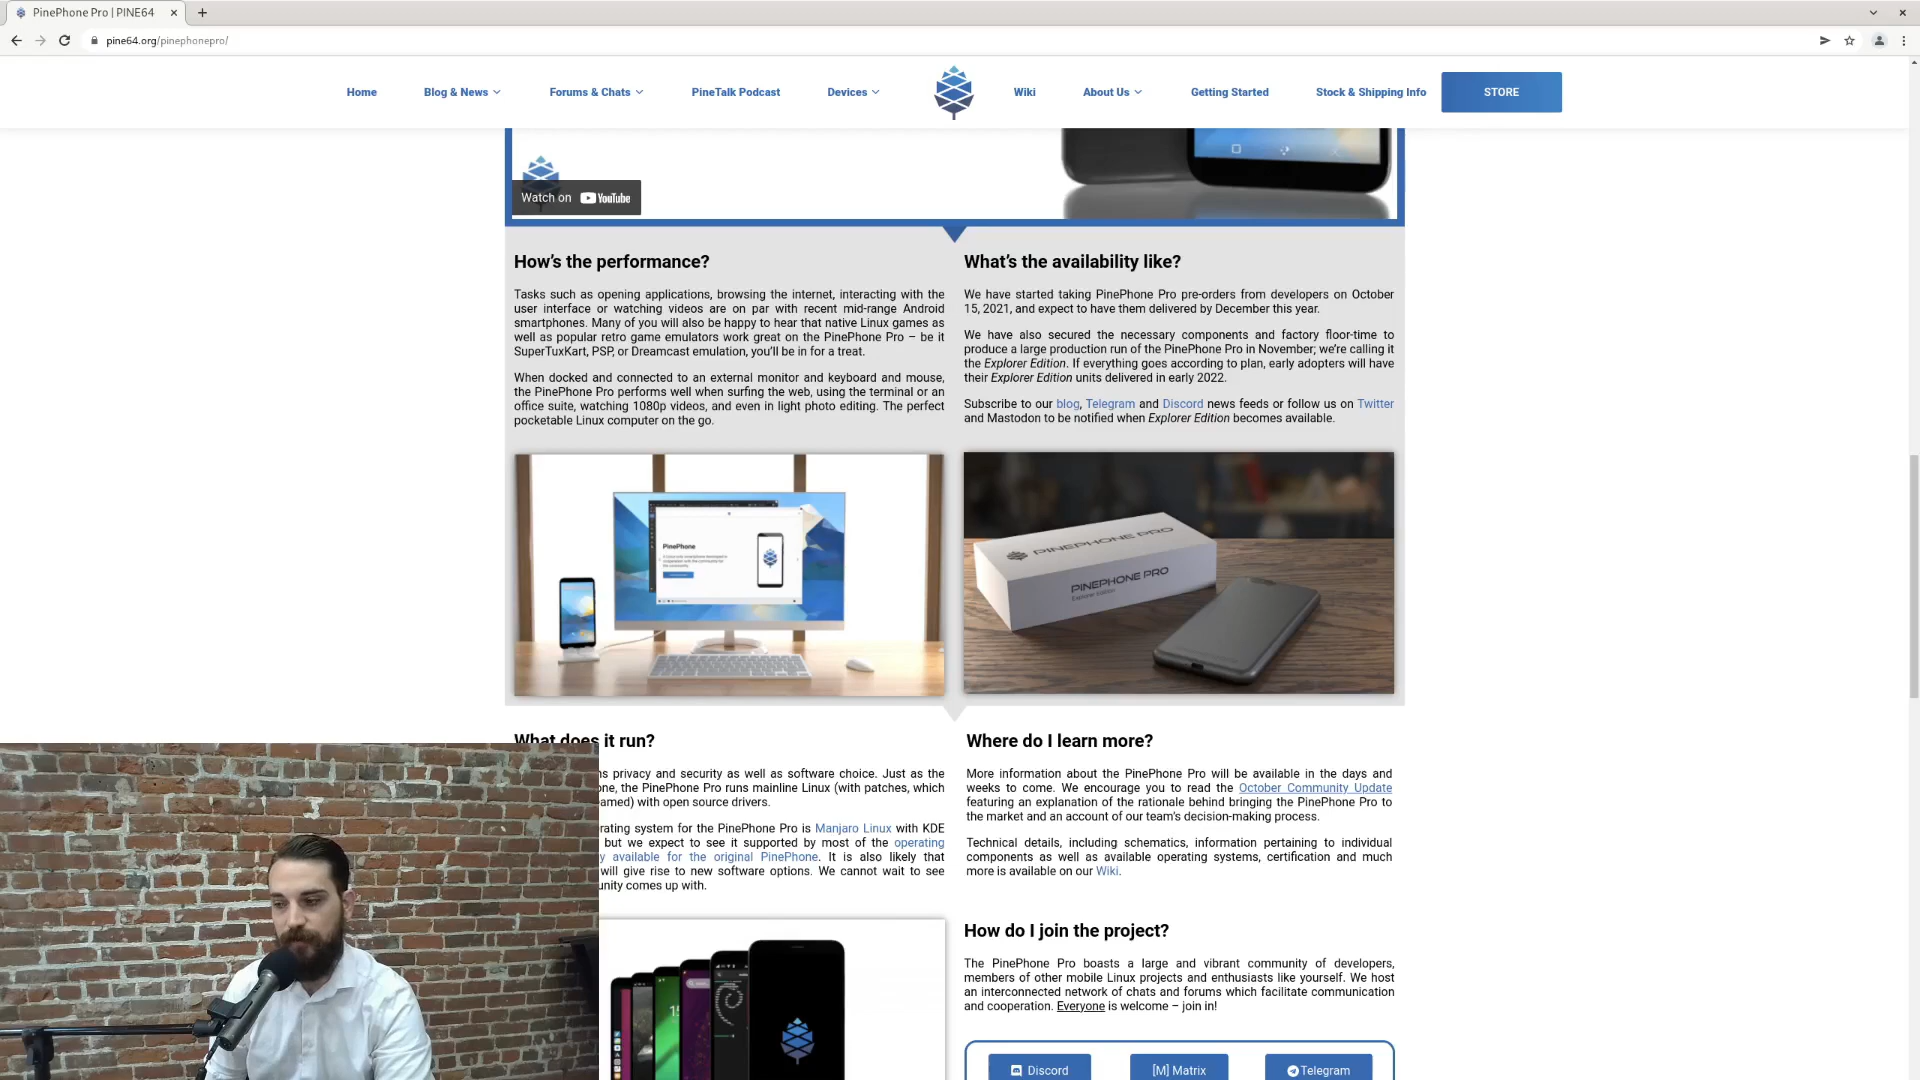 PinePhone Pro | PINE64
pine64.org/pinephonepro/
Home
Blog & News
Forums & Chats
PineTalk Podcast
Devices
Wiki
About Us
Getting Started
Stock & Shipping Info
STORE
Watch on YouTube
How's the performance?
Tasks such as opening applications, browsing the internet, interacting with the
user interface or watching videos are on par with recent mid-range Android
smartphones. Many of you will also be happy to hear that native Linux games as
well as popular retro game emulators work great on the PinePhone Pro – be it
SuperTuxKart, PSP, or Dreamcast emulation, you'll be in for a treat.
When docked and connected to an external monitor and keyboard and mouse,
the PinePhone Pro performs well when surfing the web, using the terminal or an
office suite, watching 1080p videos, and even in light photo editing. The perfect
pocketable Linux computer on the go.
What's the availability like?
We have started taking PinePhone Pro pre-orders from developers on October
15, 2021, and expect to have them delivered by December this year.
We have also secured the necessary components and factory floor-time to
produce a large production run of the PinePhone Pro in November; we're calling it
the Explorer Edition. If everything goes according to plan, early adopters will have
their Explorer Edition units delivered in early 2022.
Subscribe to our blog, Telegram and Discord news feeds or follow us on Twitter
and Mastodon to be notified when Explorer Edition becomes available.
PinePhone
PINEPHONE PRO
PINEPHONE PRO
Explorer Edition
What does it run?
s privacy and security as well as software choice. Just as the
one, the PinePhone Pro runs mainline Linux (with patches, which
eamed) with open source drivers.
rating system for the PinePhone Pro is Manjaro Linux with KDE
but we expect to see it supported by most of the operating
y available for the original PinePhone. It is also likely that
will give rise to new software options. We cannot wait to see
unity comes up with.
Where do I learn more?
More information about the PinePhone Pro will be available in the days and
weeks to come. We encourage you to read the October Community Update
featuring an explanation of the rationale behind bringing the PinePhone Pro to
the market and an account of our team's decision-making process.
Technical details, including schematics, information pertaining to individual
components as well as available operating systems, certification and much
more is available on our Wiki.
How do I join the project?
The PinePhone Pro boasts a large and vibrant community of developers,
members of other mobile Linux projects and enthusiasts like yourself. We host
an interconnected network of chats and forums which facilitate communication
and cooperation. Everyone is welcome – join in!
Discord
[M] Matrix
Telegram